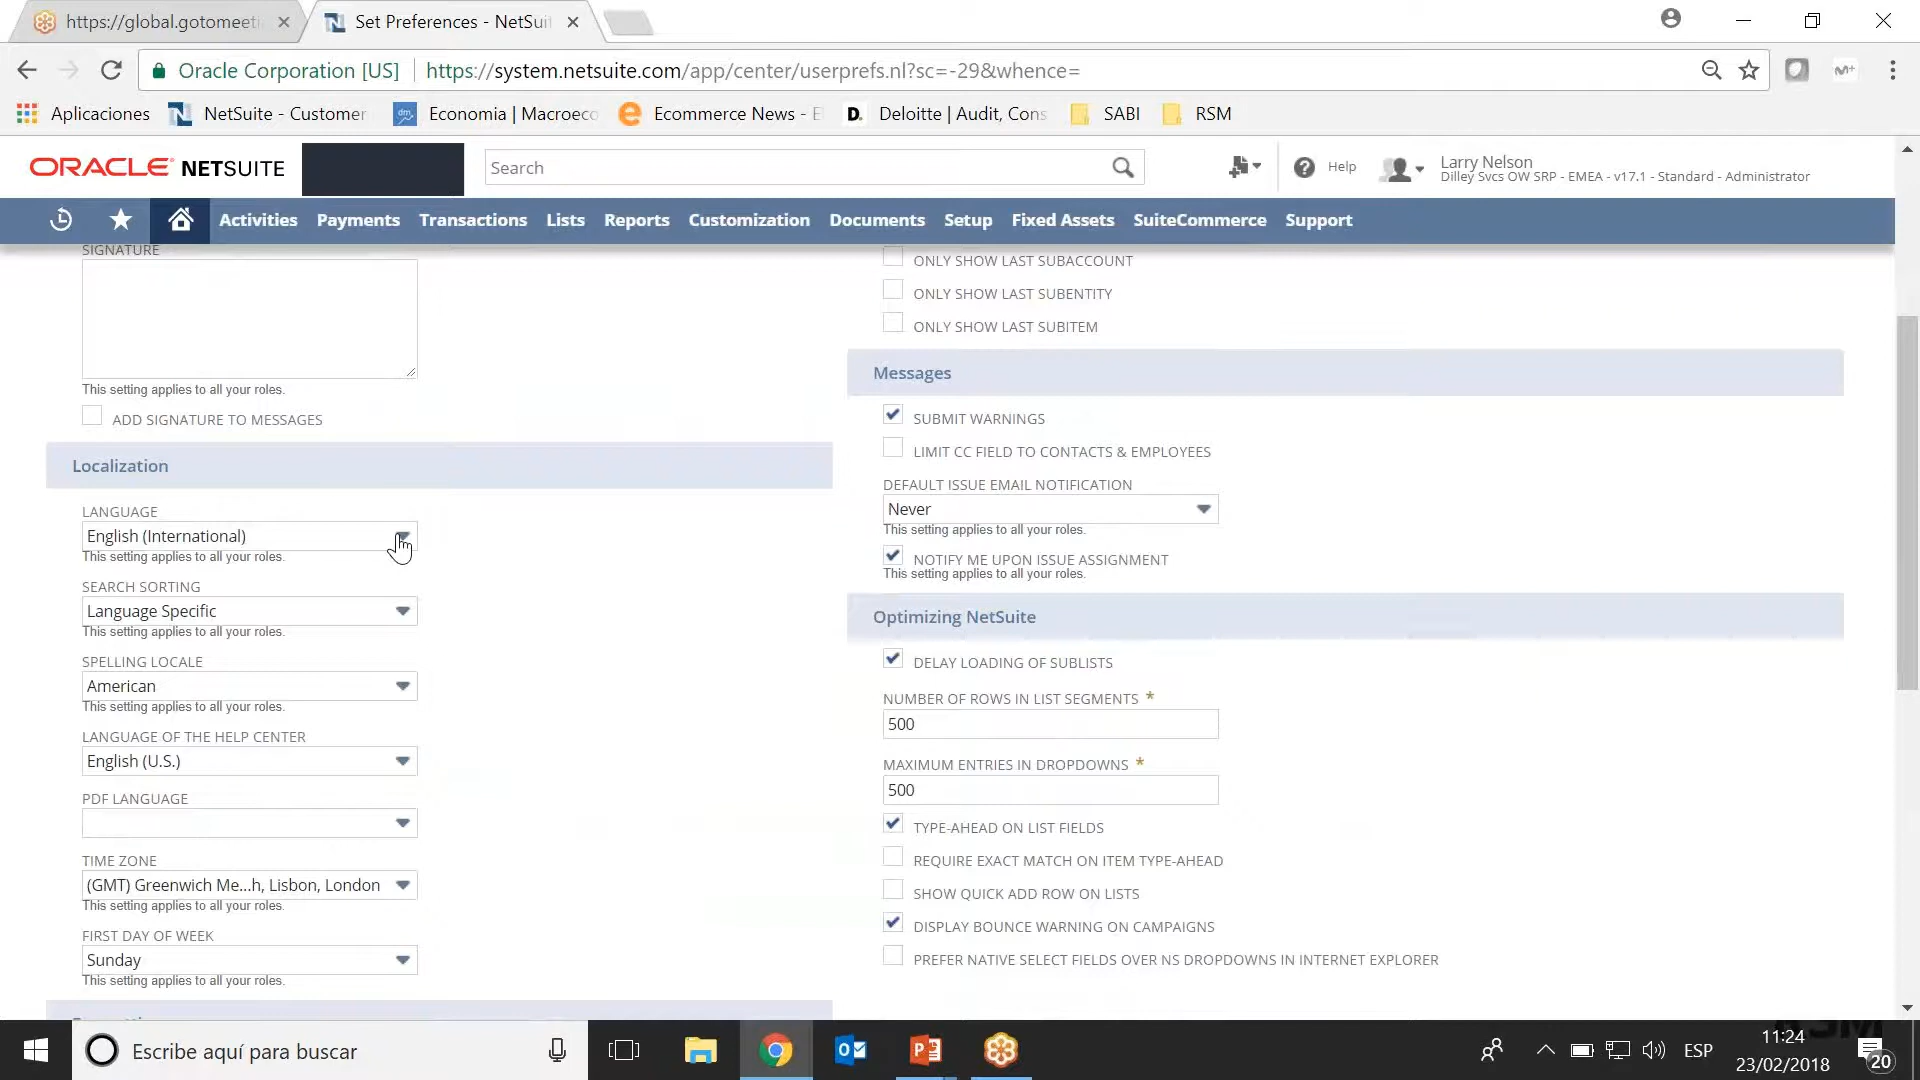 https://global.gotomeeti
Set Preferences - NetSuit
Oracle Corporation [US]
https://system.netsuite.com/app/center/userprefs.nl?sc=-29&whence=
Aplicaciones
NetSuite - Customer
dm
Economia | Macroeco
Ecommerce News - E
D.
Deloitte | Audit, Cons
SABI
RSM
ORACLE NETSUITE
Search
Help
Larry Nelson
Dilley Svcs OW SRP - EMEA - v17.1 - Standard - Administrator
Activities
Payments
Transactions
Lists
Reports
Customization
Documents
Setup
Fixed Assets
SuiteCommerce
Support
SIGNATURE
This setting applies to all your roles.
ADD SIGNATURE TO MESSAGES
Localization
LANGUAGE
English (International)
This setting applies to all your roles.
SEARCH SORTING
Language Specific
This setting applies to all your roles.
SPELLING LOCALE
American
This setting applies to all your roles.
LANGUAGE OF THE HELP CENTER
English (U.S.)
PDF LANGUAGE
TIME ZONE
(GMT) Greenwich Me...h, Lisbon, London
This setting applies to all your roles.
FIRST DAY OF WEEK
Sunday
This setting applies to all your roles.
ONLY SHOW LAST SUBACCOUNT
ONLY SHOW LAST SUBENTITY
ONLY SHOW LAST SUBITEM
Messages
SUBMIT WARNINGS
LIMIT CC FIELD TO CONTACTS & EMPLOYEES
DEFAULT ISSUE EMAIL NOTIFICATION
Never
This setting applies to all your roles.
NOTIFY ME UPON ISSUE ASSIGNMENT
This setting applies to all your roles.
Optimizing NetSuite
DELAY LOADING OF SUBLISTS
NUMBER OF ROWS IN LIST SEGMENTS *
500
MAXIMUM ENTRIES IN DROPDOWNS *
500
TYPE-AHEAD ON LIST FIELDS
REQUIRE EXACT MATCH ON ITEM TYPE-AHEAD
SHOW QUICK ADD ROW ON LISTS
DISPLAY BOUNCE WARNING ON CAMPAIGNS
PREFER NATIVE SELECT FIELDS OVER NS DROPDOWNS IN INTERNET EXPLORER
Escribe aquí para buscar
ESP
11:24
23/02/2018
20